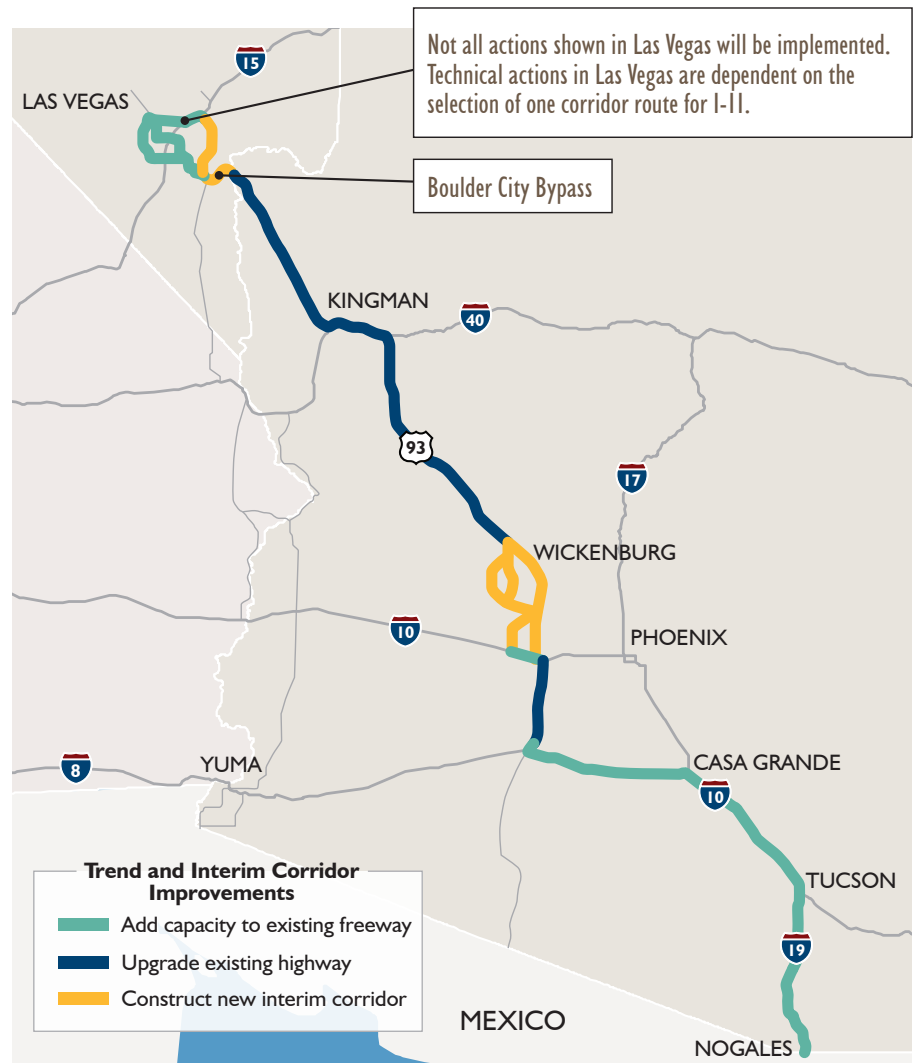 Not all actions shown in Las Vegas will be implemented.
Technical actions in Las Vegas are dependent on the
selection of one corridor route for I-11.
15
LAS VEGAS
Boulder City Bypass
KINGMAN
40
93
17
WICKENBURG
10
PHOENIX
8
YUMA
CASA GRANDE
10
TUCSON
19
Trend and Interim Corridor
Improvements
Add capacity to existing freeway
Upgrade existing highway
Construct new interim corridor
MEXICO
NOGALES